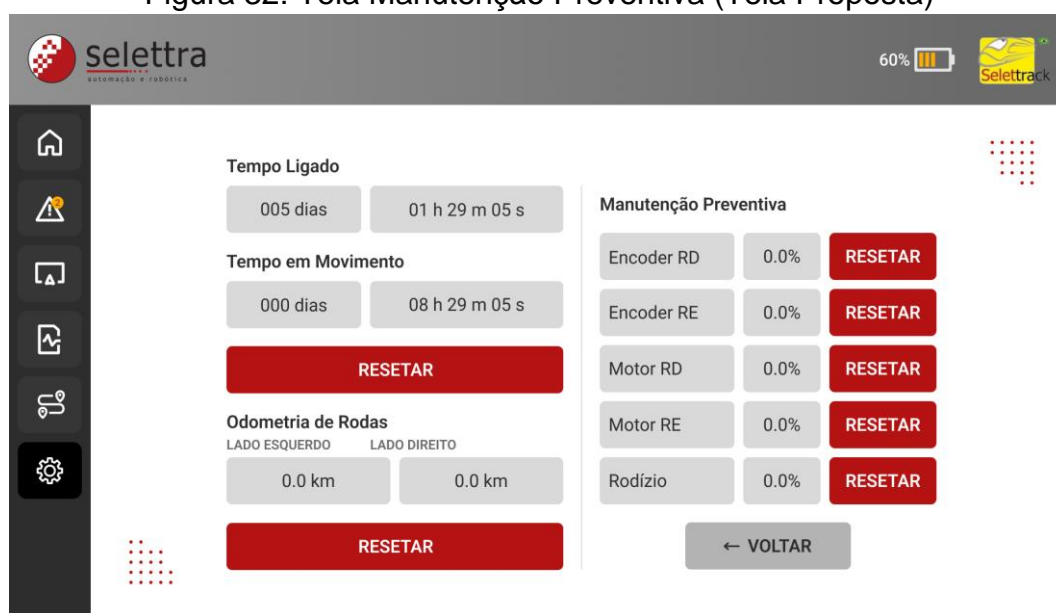 Figura 32. Tela Manutenção Preventiva (Tela Proposta)
selettra
automação e robótica
60%
Selettrack
2
Tempo Ligado
005 dias 01 h 29 m 05 s
Tempo em Movimento
000 dias 08 h 29 m 05 s
RESETAR
Odometria de Rodas
LADO ESQUERDO LADO DIREITO
0.0 km 0.0 km
RESETAR
Manutenção Preventiva
Encoder RD 0.0% RESETAR
Encoder RE 0.0% RESETAR
Motor RD 0.0% RESETAR
Motor RE 0.0% RESETAR
Rodízio 0.0% RESETAR
← VOLTAR